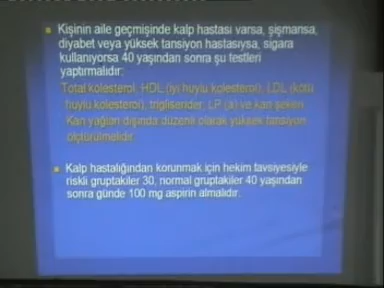 Kişinin aile geçmişinde kalp hastası varsa, şişmansa,
diyabet veya yüksek tansiyon hastasıysa, sigara
kullanıyorsa 40 yaşından sonra şu testleri
yaptırmalıdır:
Total kolesterol, HDL (iyi huylu kolesterol), LDL (kötü
huylu kolesterol), trigliserider, LP (a) ve kan şekeri.
Kan yağları dışında düzenli olarak yüksek tansiyon
ölçtürülmelidir.
Kalp hastalığından korunmak için hekim tavsiyesiyle
riskli gruptakiler 30, normal gruptakiler 40 yaşından
sonra günde 100 mg aspirin almalıdır.